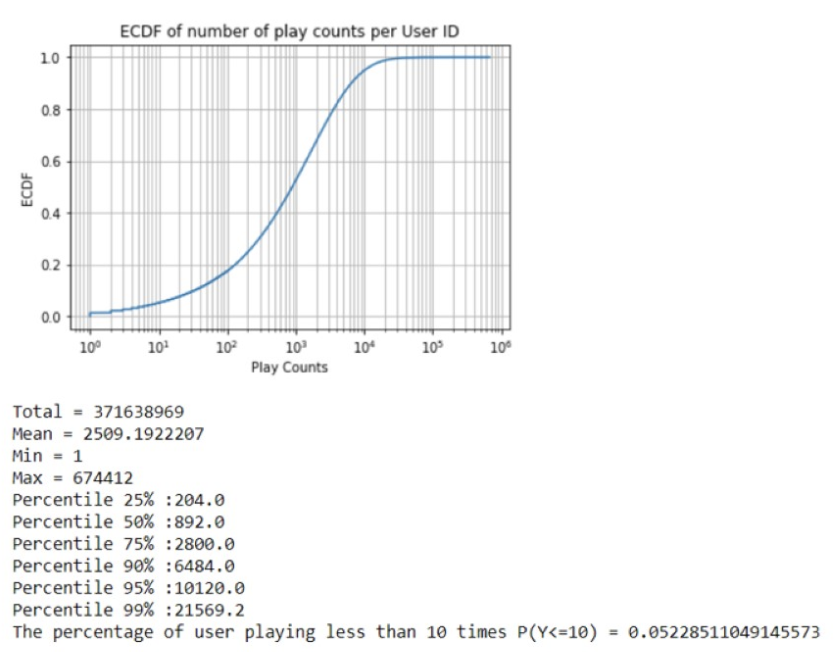 ECDF of number of play counts per User ID
1.0
0.8
0.6
0.4
0.2
0.0
ECDF
10⁰ 10¹ 10² 10³ 10⁴ 10⁵ 10⁶
Play Counts
Total = 371638969
Mean = 2509.1922207
Min = 1
Max = 674412
Percentile 25% :204.0
Percentile 50% :892.0
Percentile 75% :2800.0
Percentile 90% :6484.0
Percentile 95% :10120.0
Percentile 99% :21569.2
The percentage of user playing less than 10 times P(Y<=10) = 0.05228511049145573